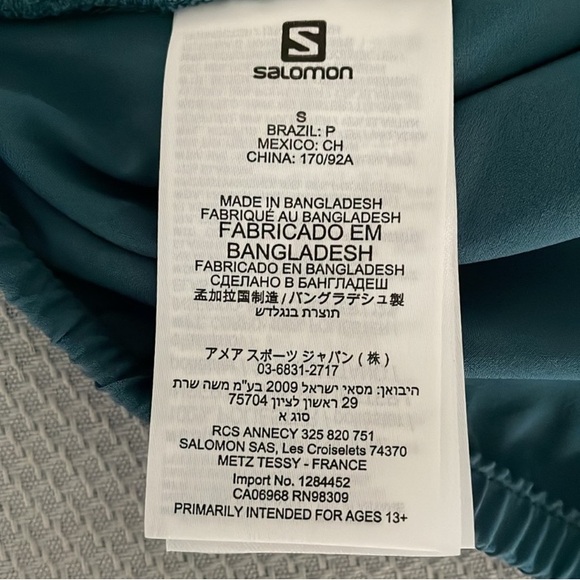 S
salomon
S
BRAZIL: P
MEXICO: CH
CHINA: 170/92A
MADE IN BANGLADESH
FABRIQUÉ AU BANGLADESH
FABRICADO EM
BANGLADESH
FABRICADO EN BANGLADESH
СДЕЛАНО В БАНГЛАДЕШ
孟加拉国制造 / バングラデシュ製
תוצרת בנגלדש
アメア スポーツ ジャパン ( 株 )
03-6831-2717
היבואן: מסאי ישראל 2009 בע"מ משה שרת
29 ראשון לציון 75704
סוג א
RCS ANNECY 325 820 751
SALOMON SAS, Les Croiselets 74370
METZ TESSY - FRANCE
Import No. 1284452
CA06968 RN98309
PRIMARILY INTENDED FOR AGES 13+